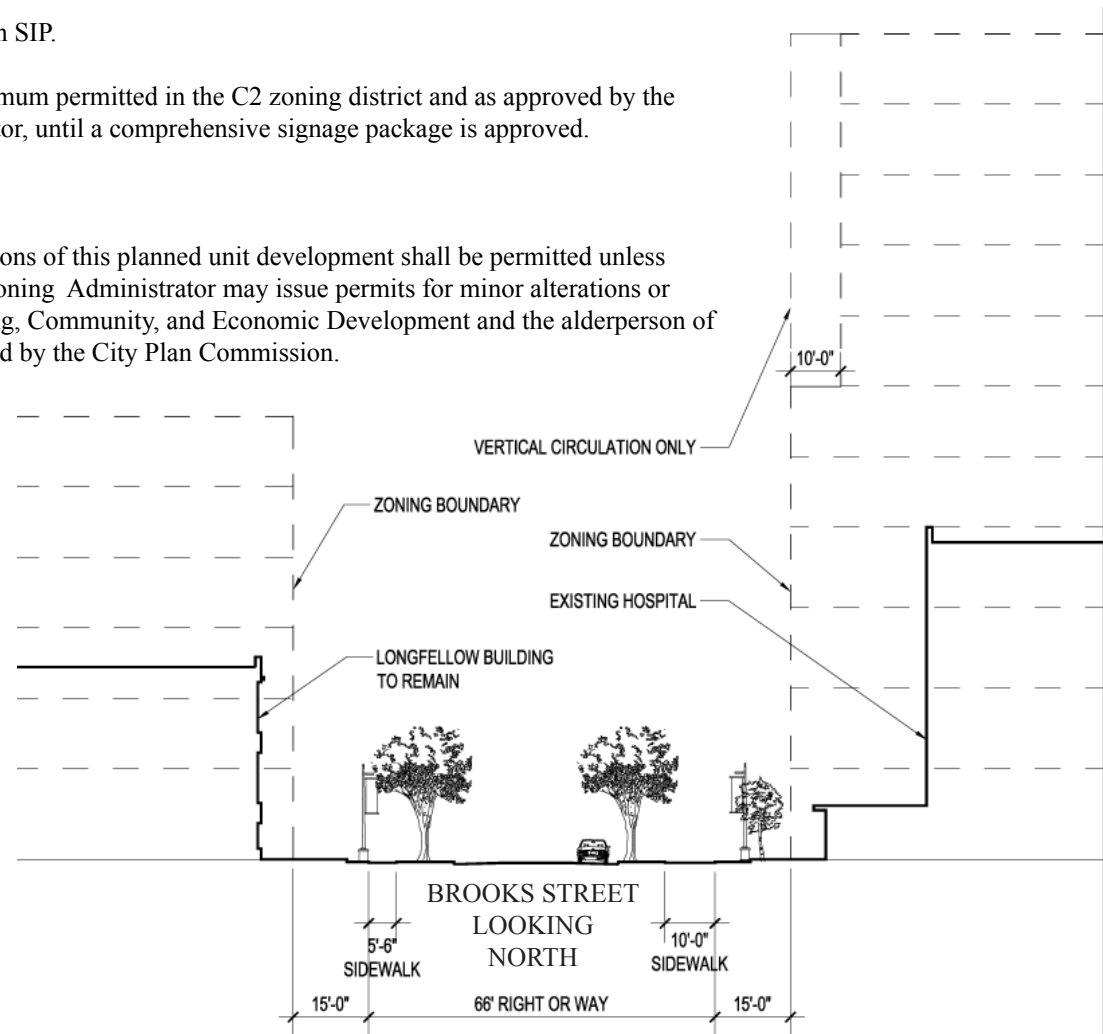 n SIP.
mum permitted in the C2 zoning district and as approved by the
tor, until a comprehensive signage package is approved.
ons of this planned unit development shall be permitted unless
oning Administrator may issue permits for minor alterations or
g, Community, and Economic Development and the alderperson of
d by the City Plan Commission.
10'-0"
VERTICAL CIRCULATION ONLY
ZONING BOUNDARY
ZONING BOUNDARY
EXISTING HOSPITAL
LONGFELLOW BUILDING
TO REMAIN
BROOKS STREET
LOOKING
NORTH
5'-6"
SIDEWALK
10'-0"
SIDEWALK
15'-0"
66' RIGHT OR WAY
15'-0"